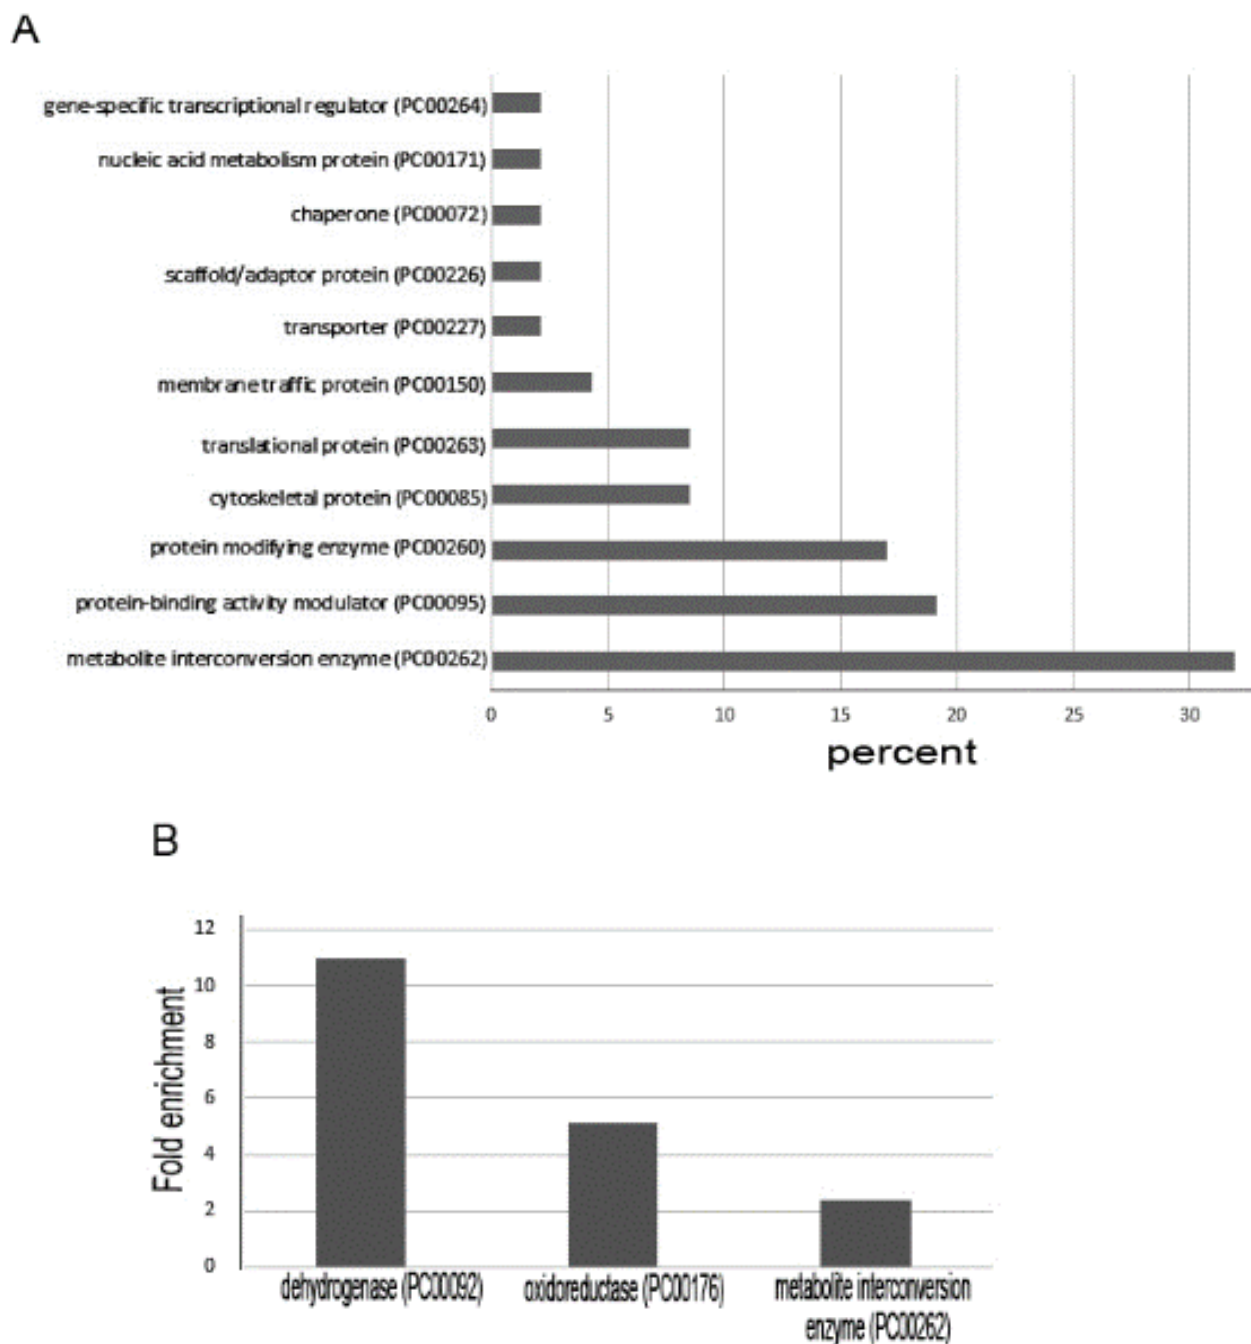 A
gene-specific transcriptional regulator (PC00264)
nucleic acid metabolism protein (PC00171)
chaperone (PC00072)
scaffold/adaptor protein (PC00226)
transporter (PC00227)
membrane traffic protein (PC00150)
translational protein (PC00263)
cytoskeletal protein (PC00085)
protein modifying enzyme (PC00260)
protein-binding activity modulator (PC00095)
metabolite interconversion enzyme (PC00262)
0 5 10 15 20 25 30
percent
B
Fold enrichment
12
10
8
6
4
2
0
dehydrogenase (PC00092) oxidoreductase (PC00176) metabolite interconversion
enzyme (PC00262)